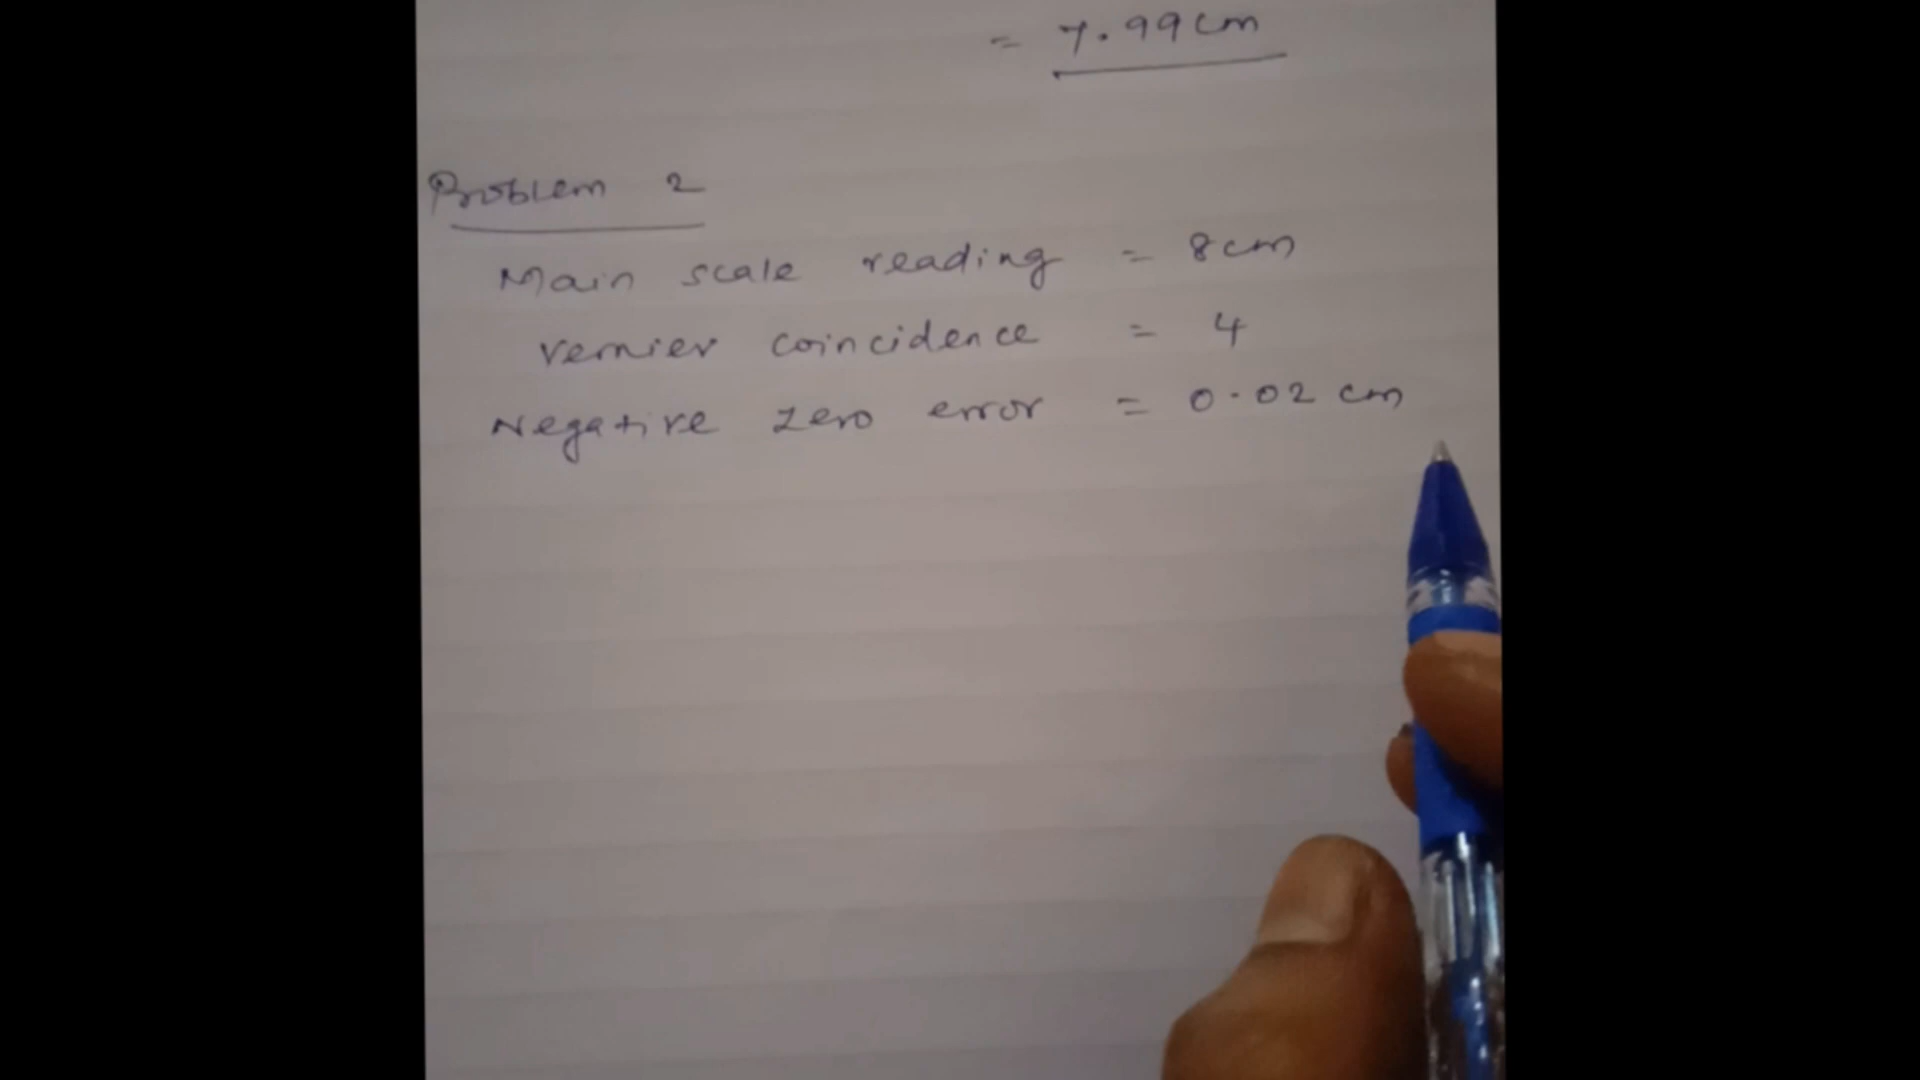 = 7.99cm
Problem 2
Main scale reading = 8cm
vernier coincidence = 4
Negative zero error = 0.02 cm